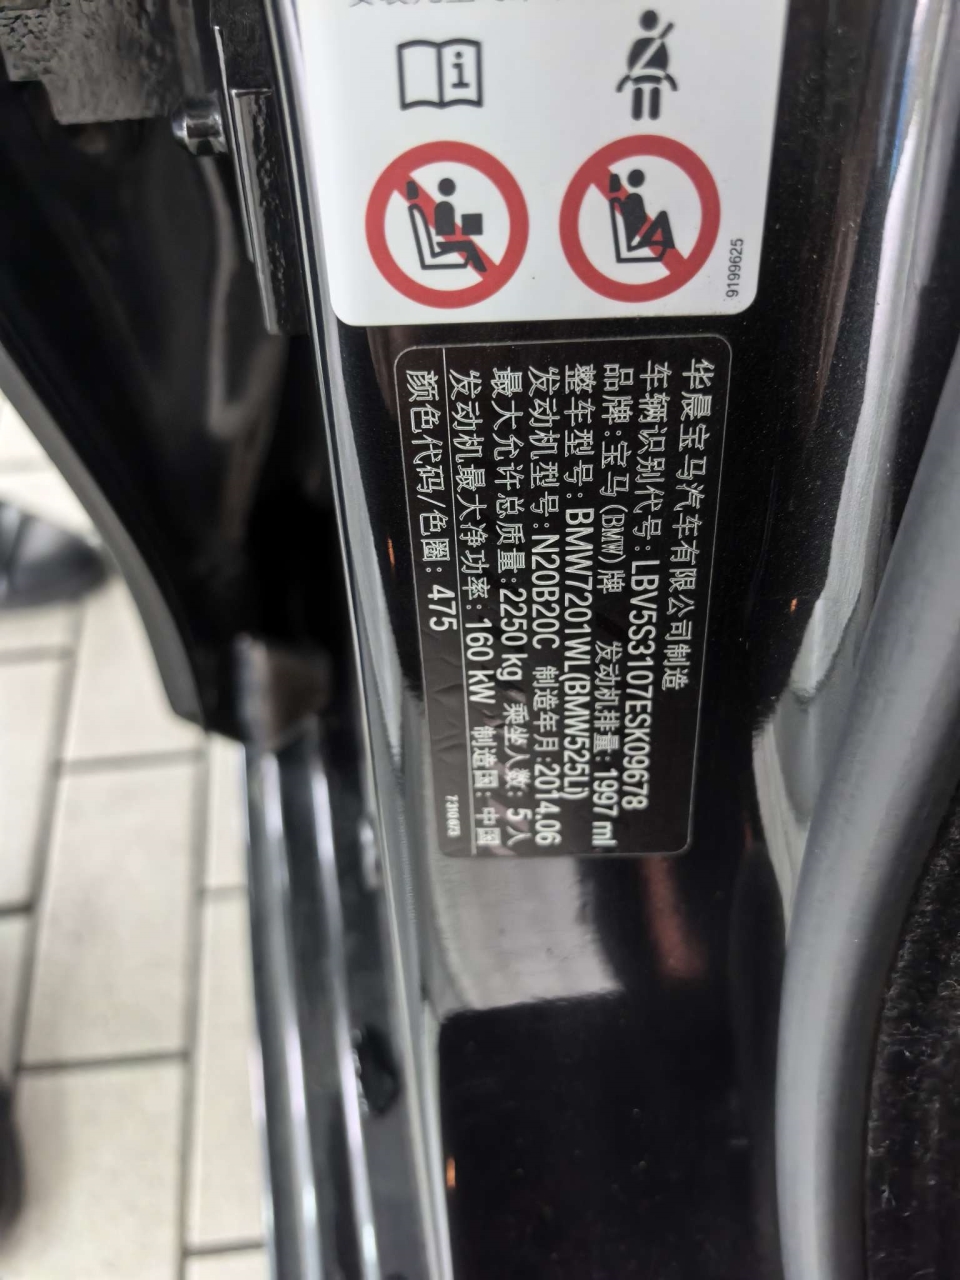 9199625
华晨宝马汽车有限公司制造
车辆识别代号:LBV5S3107ESK09678
品牌:宝马(BMW)牌 发动机排量:1997 ml
整车型号:BMW7201WL(BMW525Li)
发动机型号:N20B20C 制造年月:2014.06
最大允许总质量:2250 kg 乘坐人数: 5人
发动机最大净功率:160 kW 制造国: 中国
颜色代码/色圈: 475
7310673